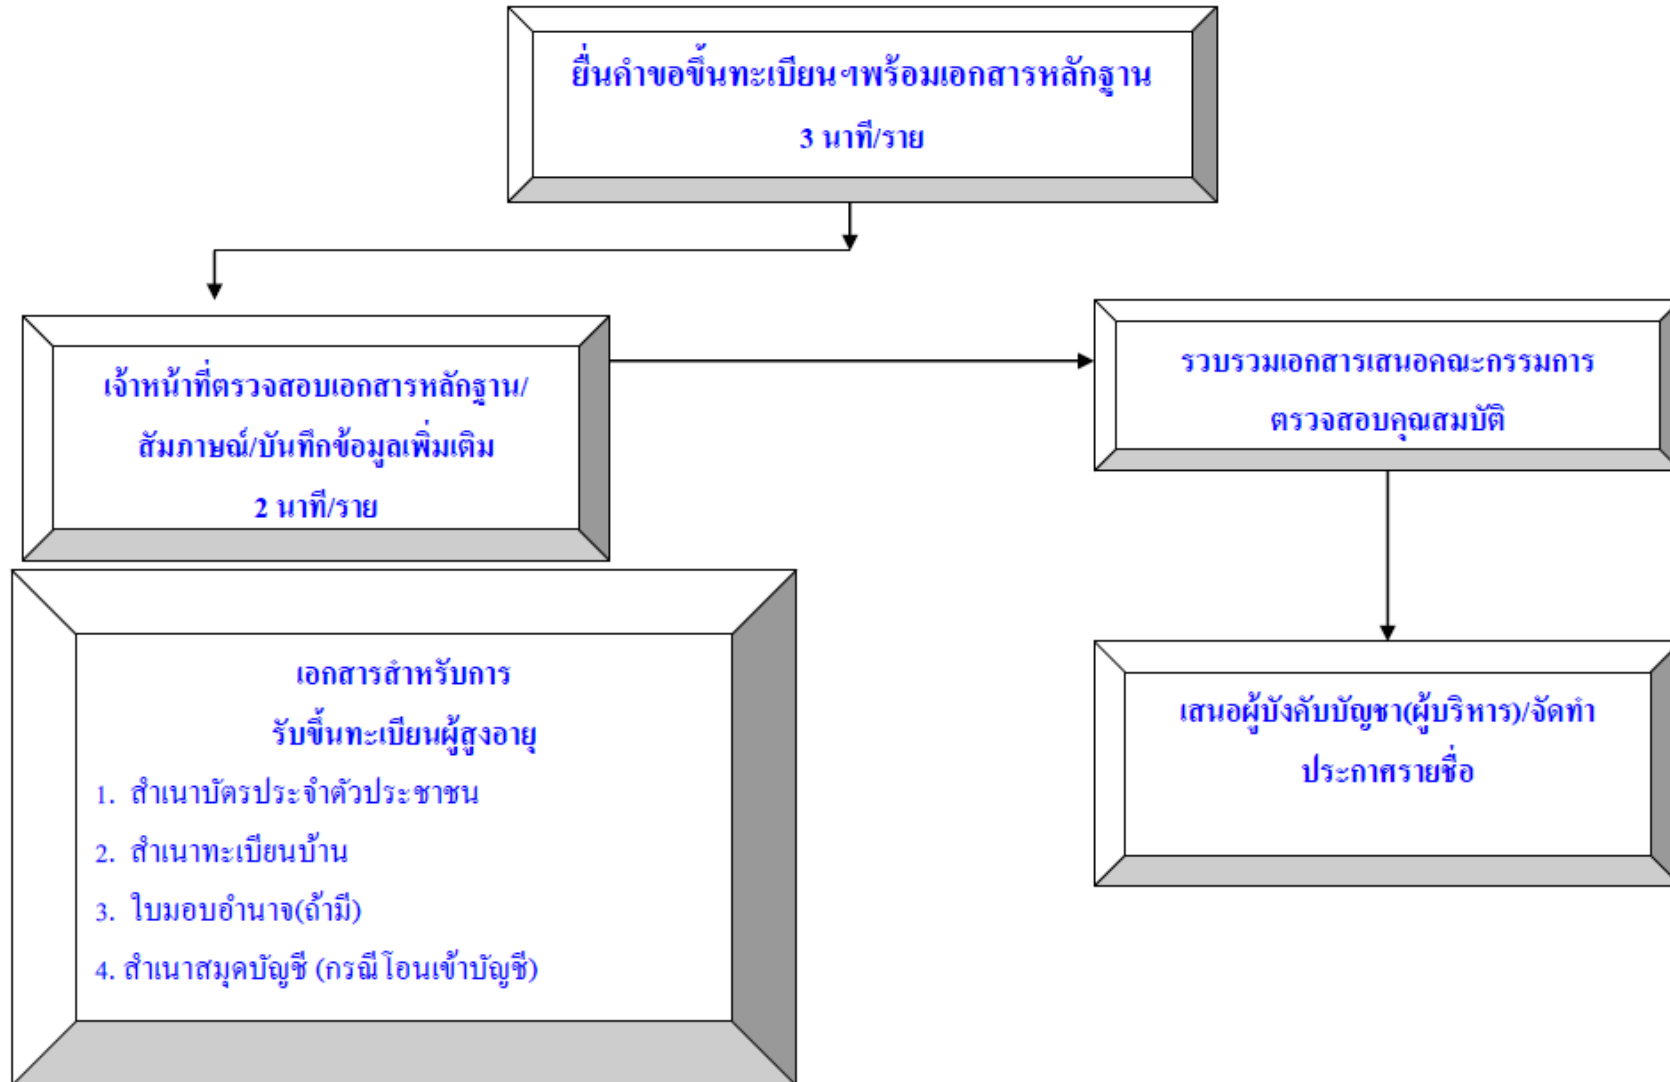 ยื่นคำขอขึ้นทะเบียนฯพร้อมเอกสารหลักฐาน
3 นาที/ราย
เจ้าหน้าที่ตรวจสอบเอกสารหลักฐาน/
สัมภาษณ์/บันทึกข้อมูลเพิ่มเติม
2 นาที/ราย
รวบรวมเอกสารเสนอคณะกรรมการ
ตรวจสอบคุณสมบัติ
เสนอผู้บังคับบัญชา(ผู้บริหาร)/จัดทำ
ประกาศรายชื่อ
เอกสารสำหรับการ
รับขึ้นทะเบียนผู้สูงอายุ
1. สำเนาบัตรประจำตัวประชาชน
2. สำเนาทะเบียนบ้าน
3. ใบมอบอำนาจ(ถ้ามี)
4. สำเนาสมุดบัญชี (กรณีโอนเข้าบัญชี)